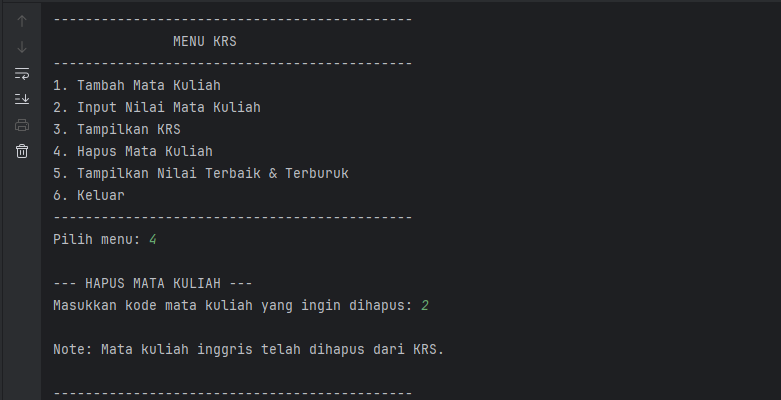 ---------------------------------------------
MENU KRS
---------------------------------------------
1. Tambah Mata Kuliah
2. Input Nilai Mata Kuliah
3. Tampilkan KRS
4. Hapus Mata Kuliah
5. Tampilkan Nilai Terbaik & Terburuk
6. Keluar
---------------------------------------------
Pilih menu: 4
--- HAPUS MATA KULIAH ---
Masukkan kode mata kuliah yang ingin dihapus: 2
Note: Mata kuliah inggris telah dihapus dari KRS.
---------------------------------------------